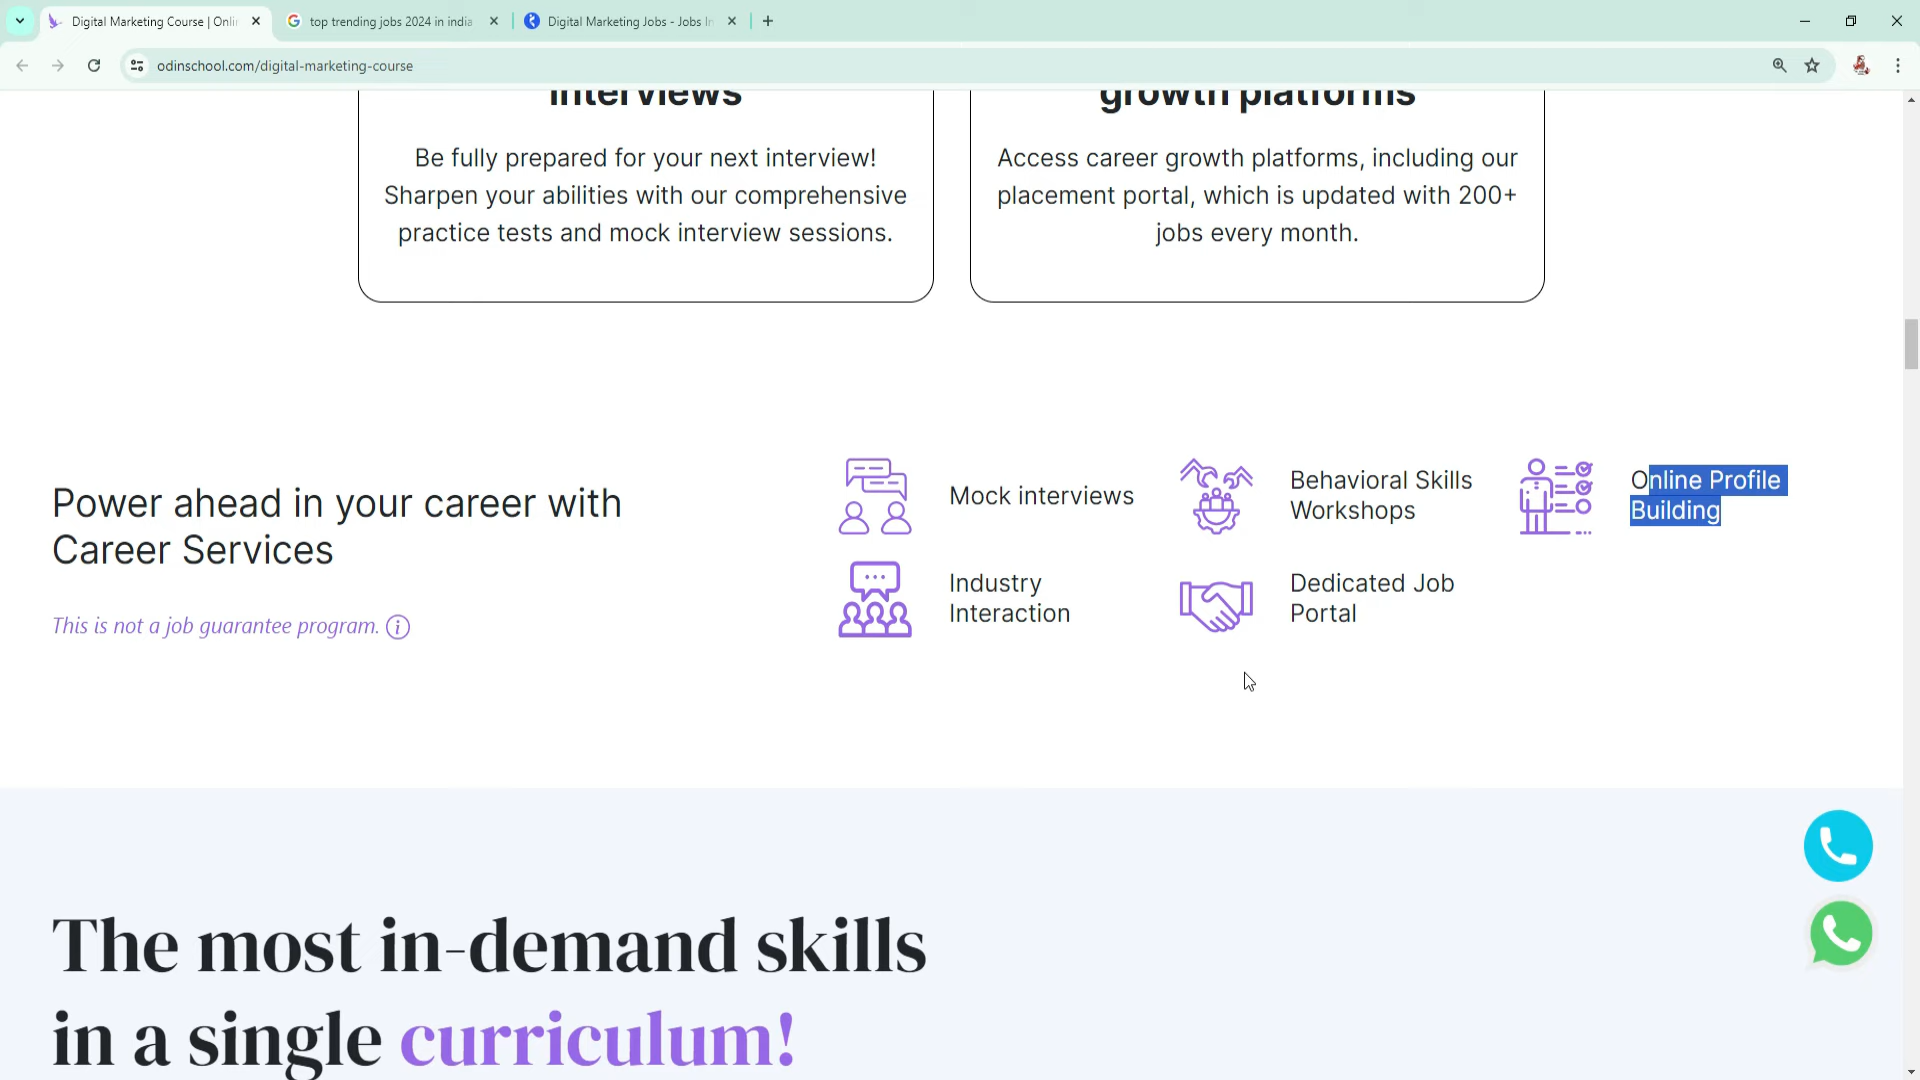 Digital Marketing Course | Onli
top trending jobs 2024 in india
Digital Marketing Jobs - Jobs In
odinschool.com/digital-marketing-course
interviews
growth platforms
Be fully prepared for your next interview!
Sharpen your abilities with our comprehensive
practice tests and mock interview sessions.
Access career growth platforms, including our
placement portal, which is updated with 200+
jobs every month.
Power ahead in your career with
Career Services
This is not a job guarantee program.
Mock interviews
Behavioral Skills
Workshops
Online Profile
Building
Industry
Interaction
Dedicated Job
Portal
The most in-demand skills
in a single curriculum!